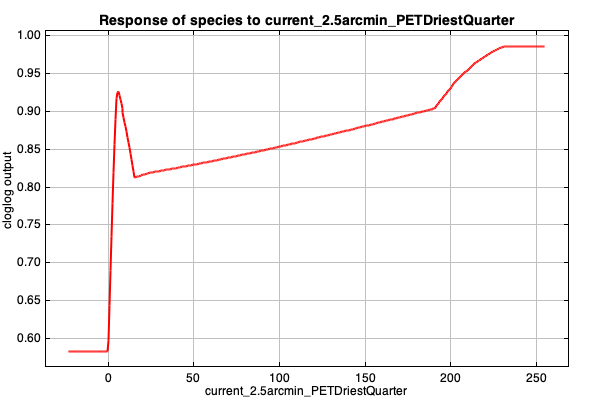 Response of species to current_2.5arcmin_PETDriestQuarter
1.00
0.95
0.90
0.85
0.80
0.75
0.70
0.65
0.60
cloglog output
0 50 100 150 200 250
current_2.5arcmin_PETDriestQuarter